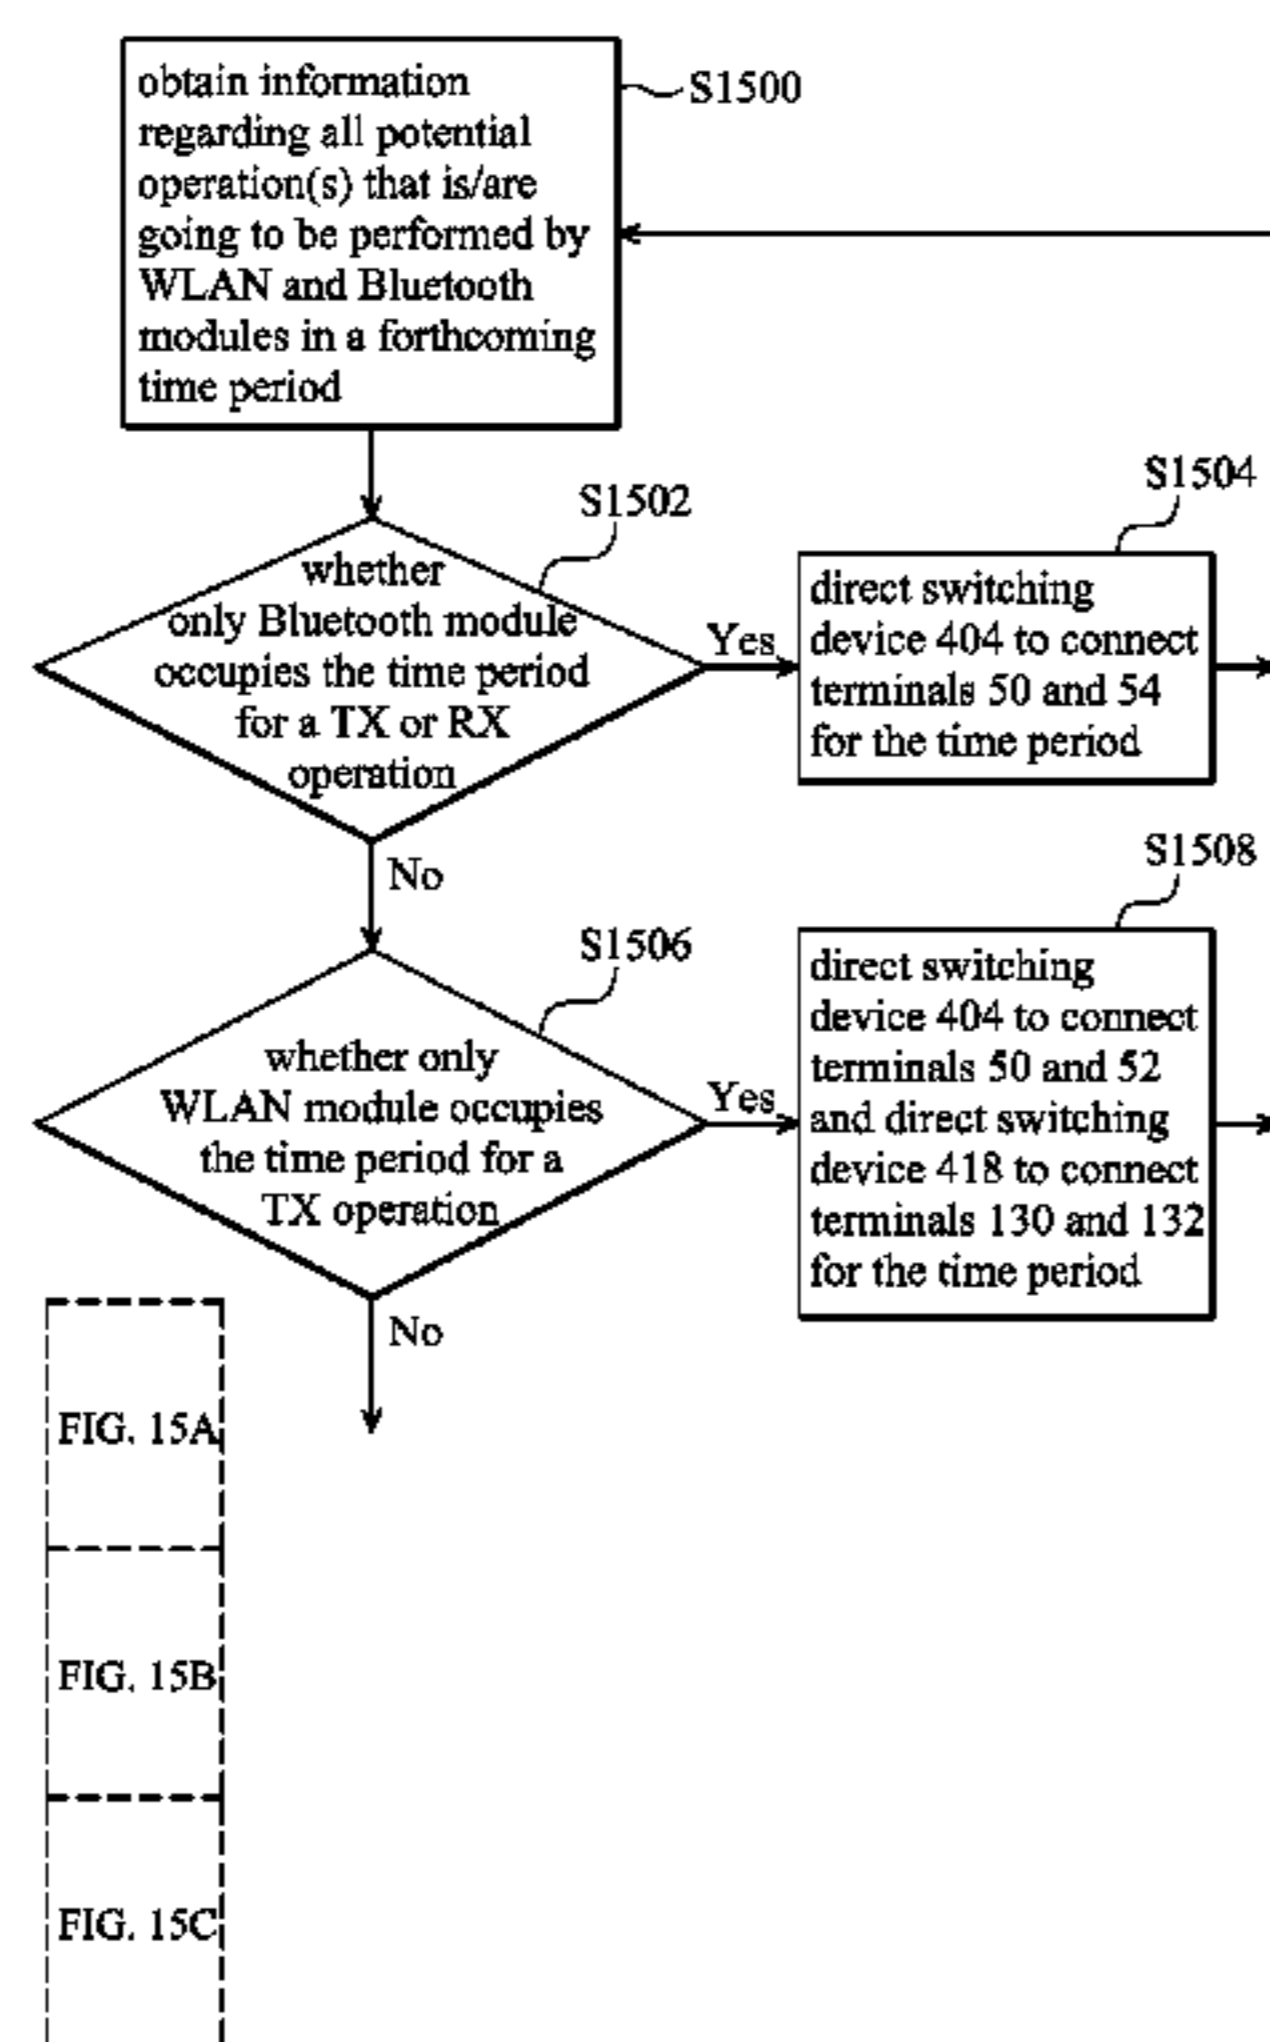 obtain information
regarding all potential
operation(s) that is/are
going to be performed by
WLAN and Bluetooth
modules in a forthcoming
time period
S1500
S1502
whether
only Bluetooth module
occupies the time period
for a TX or RX
operation
Yes
No
S1504
direct switching
device 404 to connect
terminals 50 and 54
for the time period
S1506
whether only
WLAN module occupies
the time period for a
TX operation
Yes
No
S1508
direct switching
device 404 to connect
terminals 50 and 52
and direct switching
device 418 to connect
terminals 130 and 132
for the time period
FIG. 15A
FIG. 15B
FIG. 15C